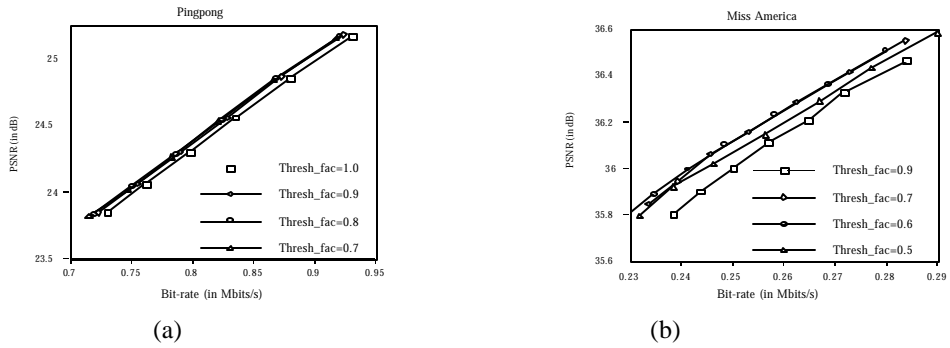 Pingpong
25
24.5
24
23.5
PSNR (in dB)
0.7 0.75 0.8 0.85 0.9 0.95
Bit-rate (in Mbits/s)
Thresh_fac=1.0
Thresh_fac=0.9
Thresh_fac=0.8
Thresh_fac=0.7
(a)
Miss America
36.6
36.4
36.2
36
35.8
35.6
PSNR (in dB)
0.23 0.24 0.25 0.26 0.27 0.28 0.29
Bit-rate (in Mbits/s)
Thresh_fac=0.9
Thresh_fac=0.7
Thresh_fac=0.6
Thresh_fac=0.5
(b)